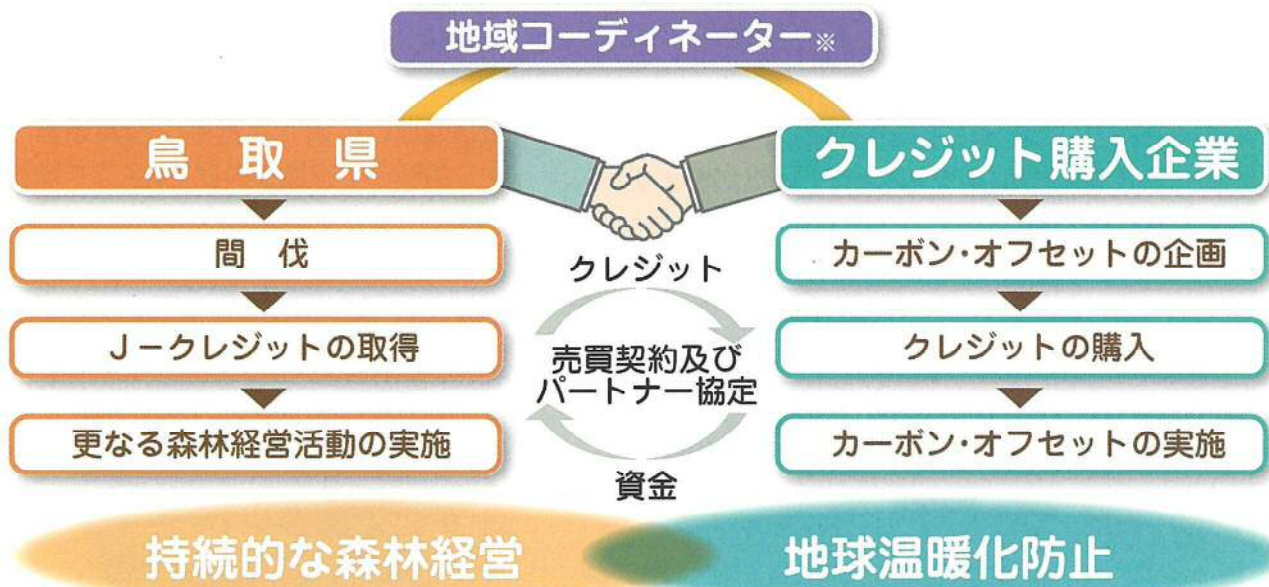 地域コーディネーター※
鳥取県
クレジット購入企業
間伐
カーボン・オフセットの企画
クレジット
J－クレジットの取得
売買契約及び
パートナー協定
クレジットの購入
更なる森林経営活動の実施
カーボン・オフセットの実施
資金
持続的な森林経営
地球温暖化防止